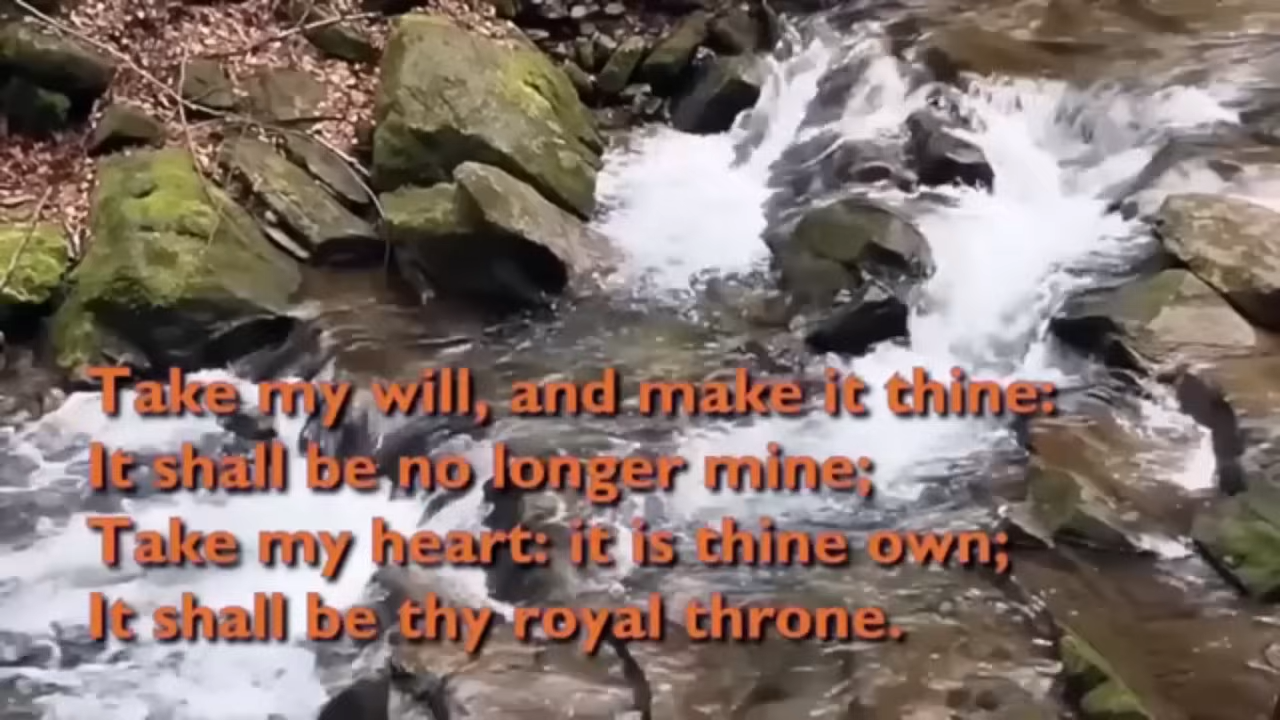 Take my will, and make it thine:
It shall be no longer mine;
Take my heart: it is thine own;
It shall be thy royal throne.